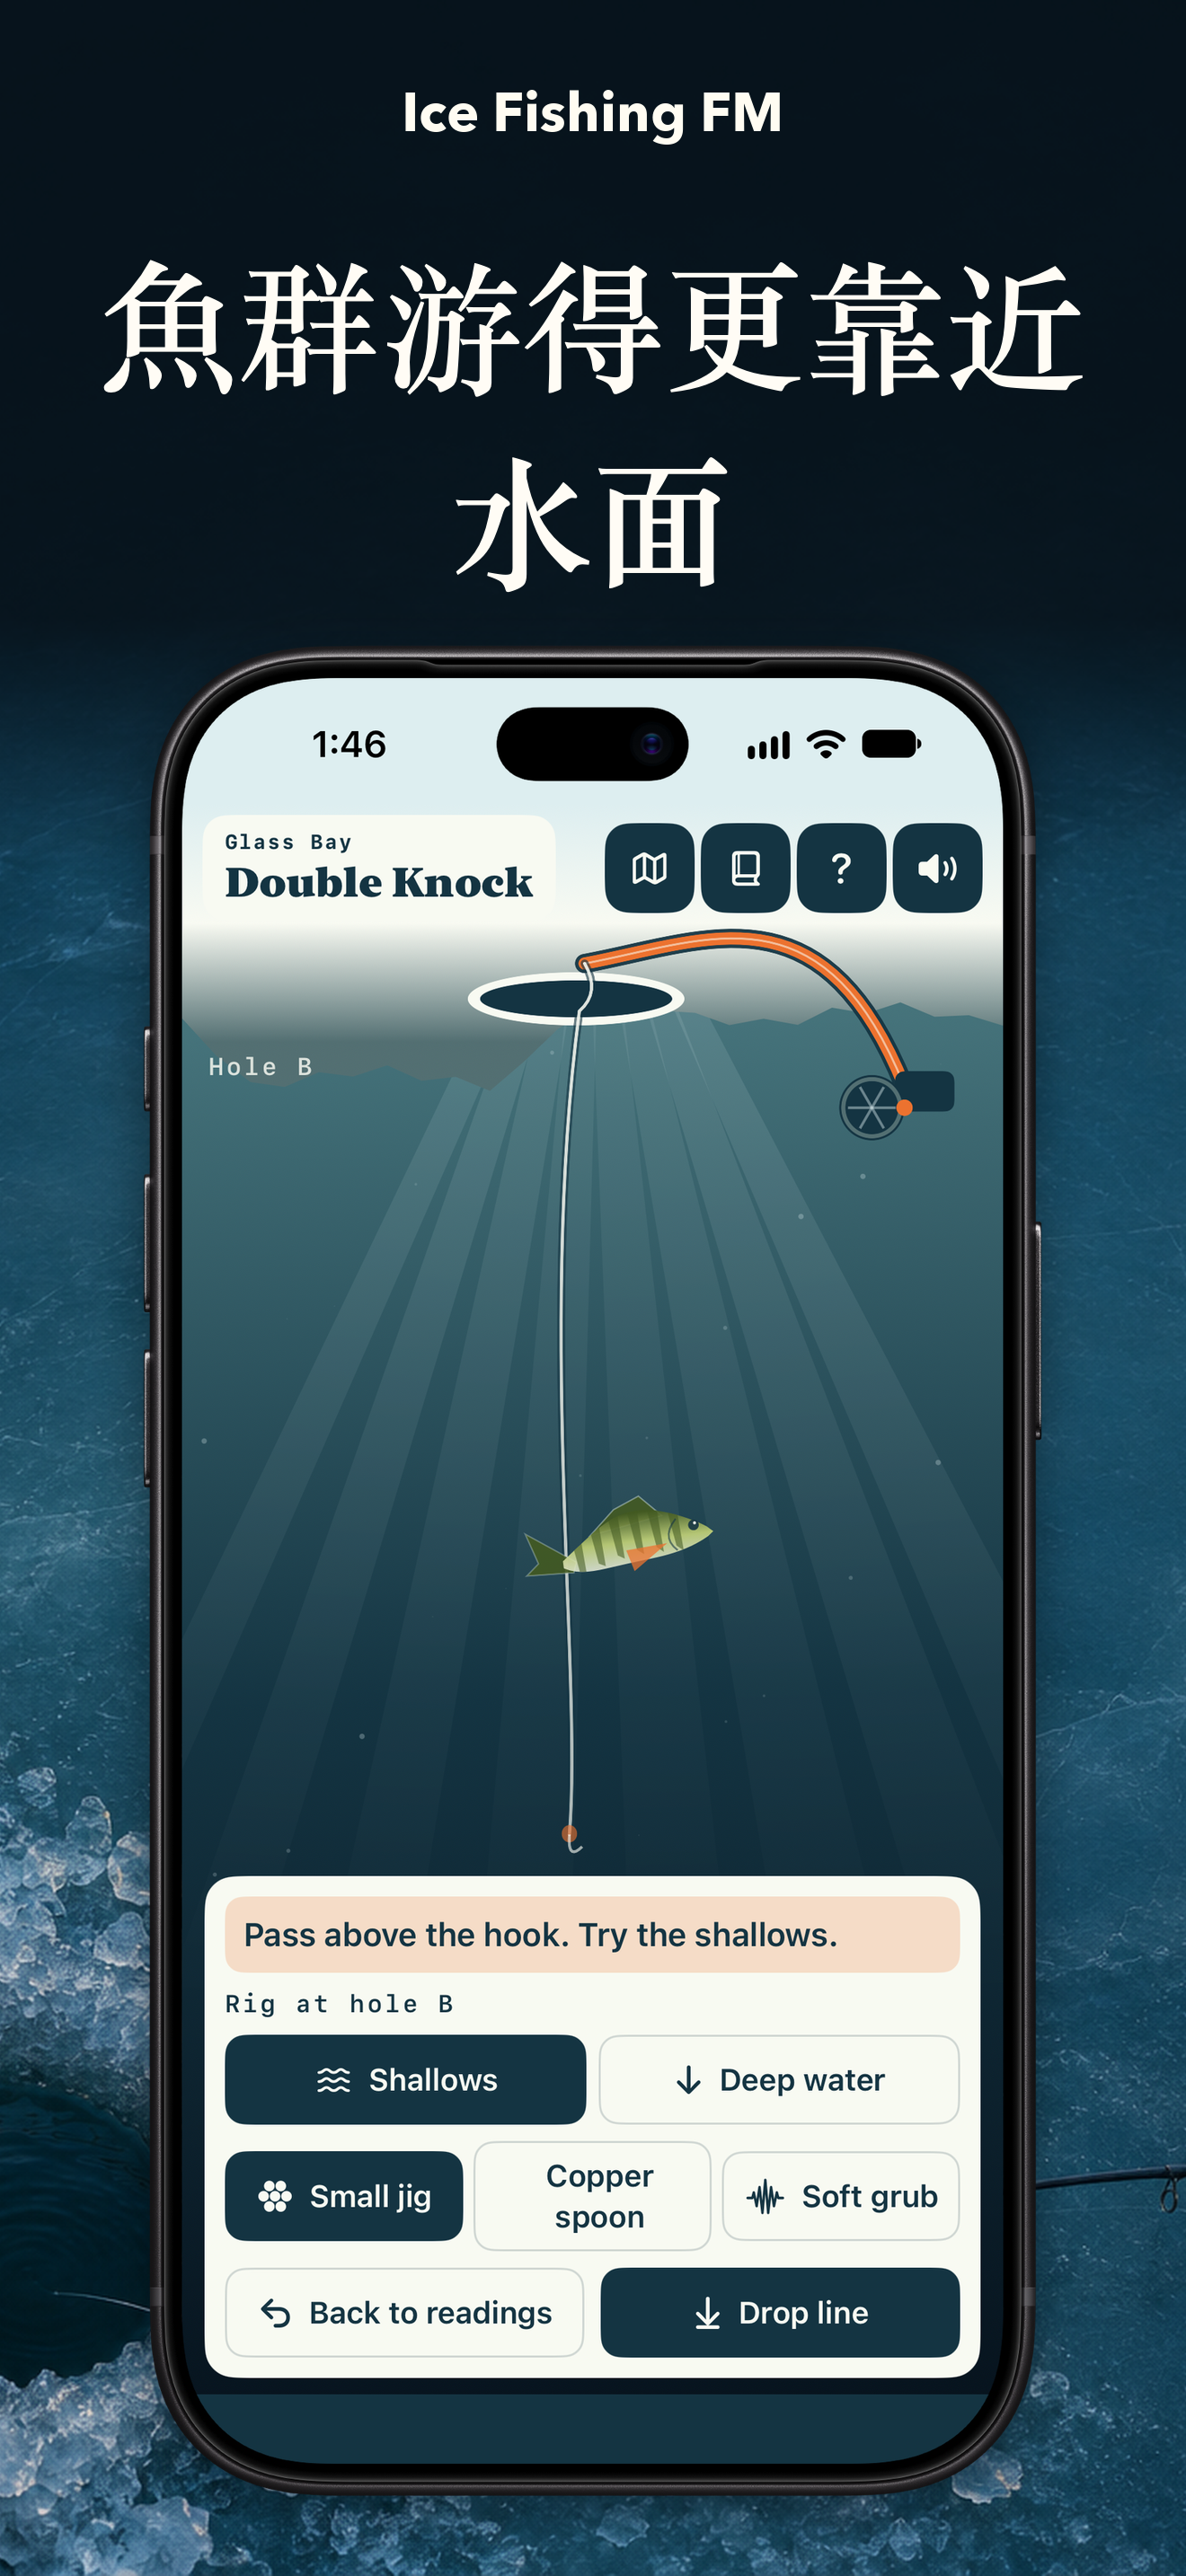 Ice Fishing FM
魚群游得更靠近
水面
1:46
Glass Bay
Double Knock
?
Hole B
Pass above the hook. Try the shallows.
Rig at hole B
Shallows
Deep water
Small jig
Copper
spoon
Soft grub
Back to readings
Drop line